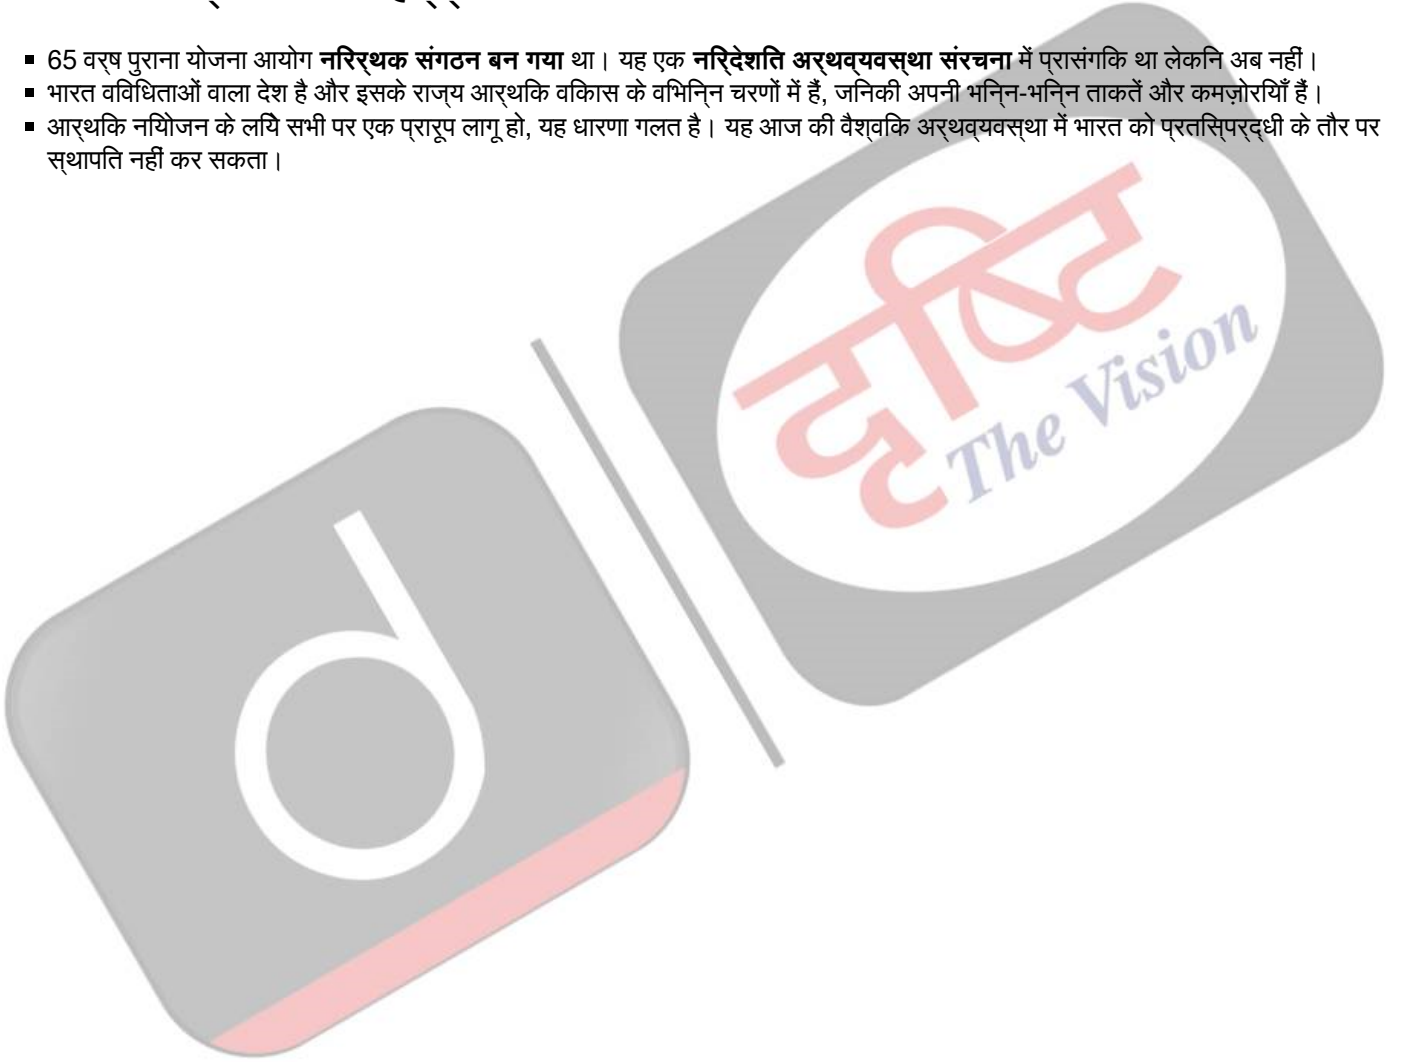 ▪ 65 वर्ष पुराना योजना आयोग निरर्थक संगठन बन गया था। यह एक निर्देशित अर्थव्यवस्था संरचना में प्रासंगिक था लेकिन अब नहीं।
▪ भारत विविधताओं वाला देश है और इसके राज्य आर्थिक विकास के विभिन्न चरणों में हैं, जिनकी अपनी भिन्न-भिन्न ताकतें और कमज़ोरियाँ हैं।
▪ आर्थिक नियोजन के लिये सभी पर एक प्रारूप लागू हो, यह धारणा गलत है। यह आज की वैश्विक अर्थव्यवस्था में भारत को प्रतिस्पर्द्धी के तौर पर
स्थापित नहीं कर सकता।
दृष्टि
The Vision
d